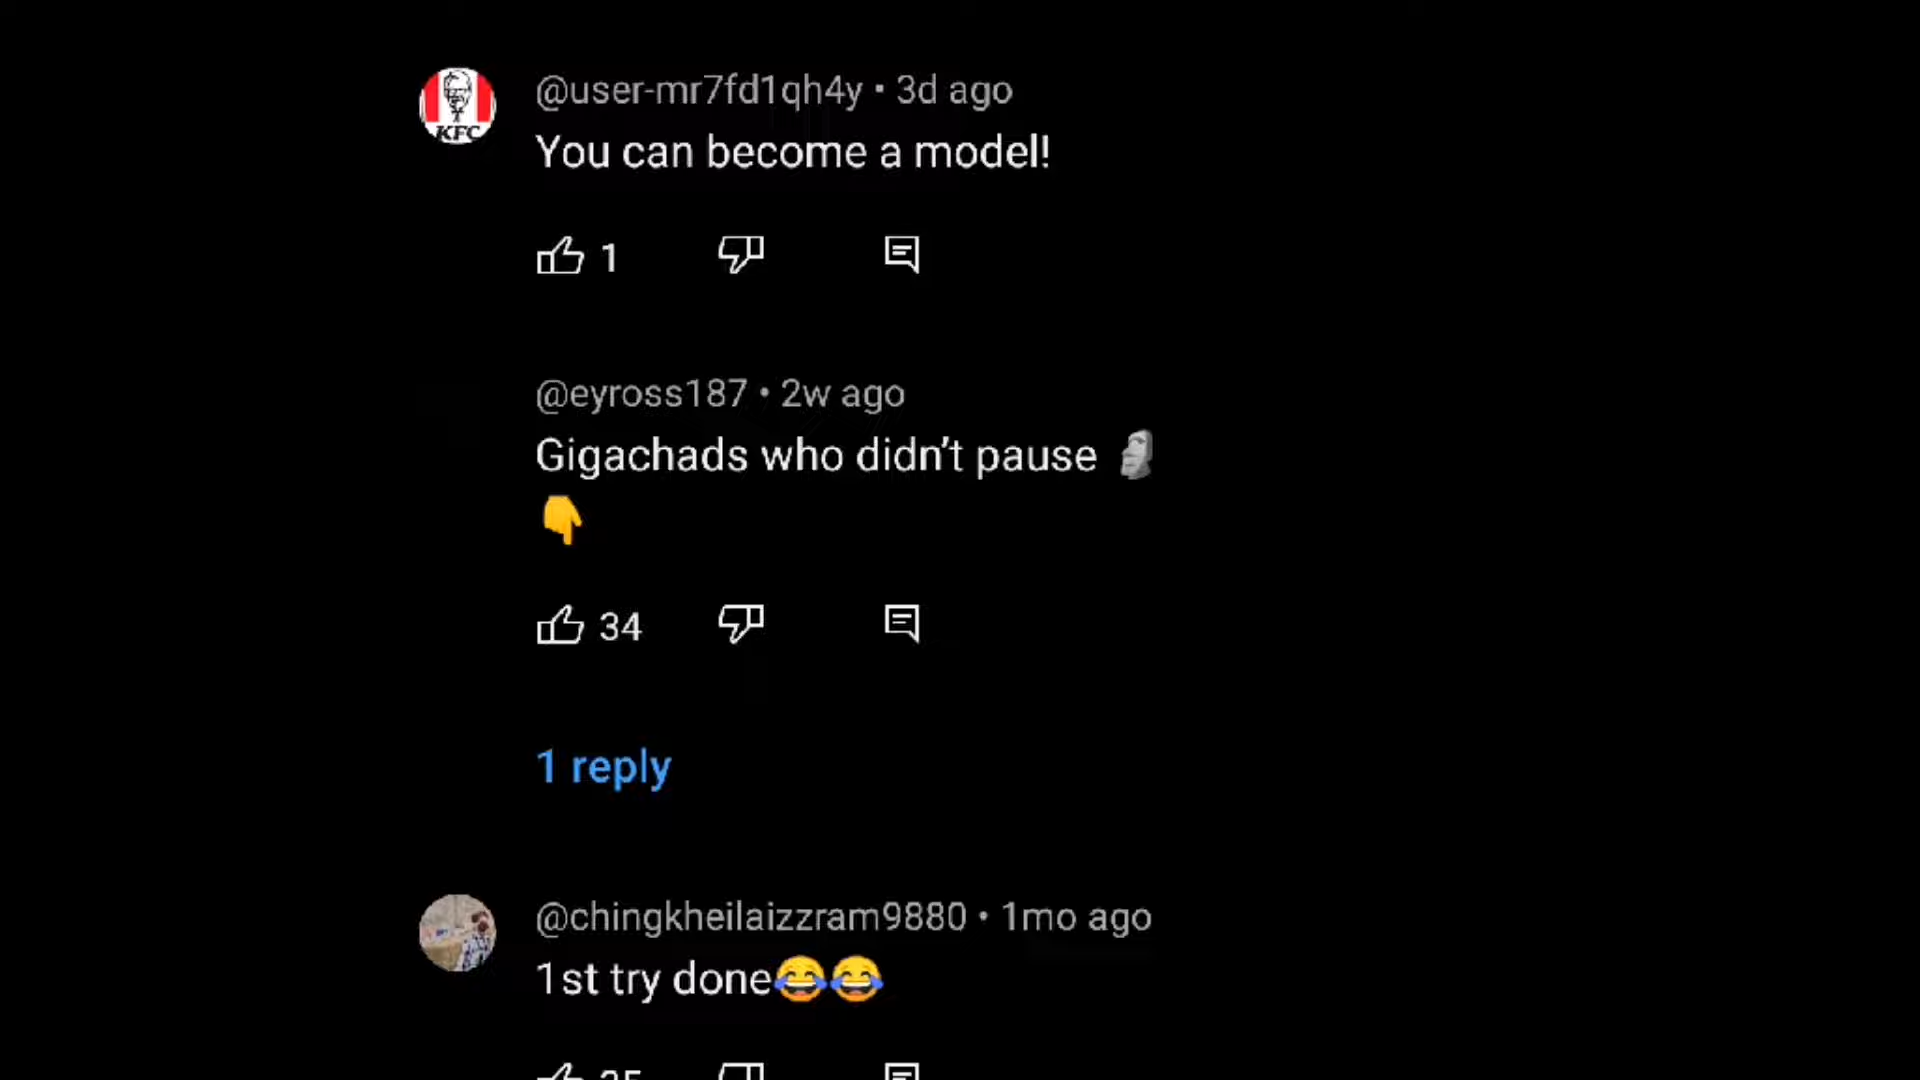 @user-mr7fd1qh4y • 3d ago
KFC
You can become a model!
1
@eyross187 • 2w ago
Gigachads who didn't pause 🗿
👇
34
1 reply
@chingkheilaizzram9880 • 1mo ago
1st try done😂😂